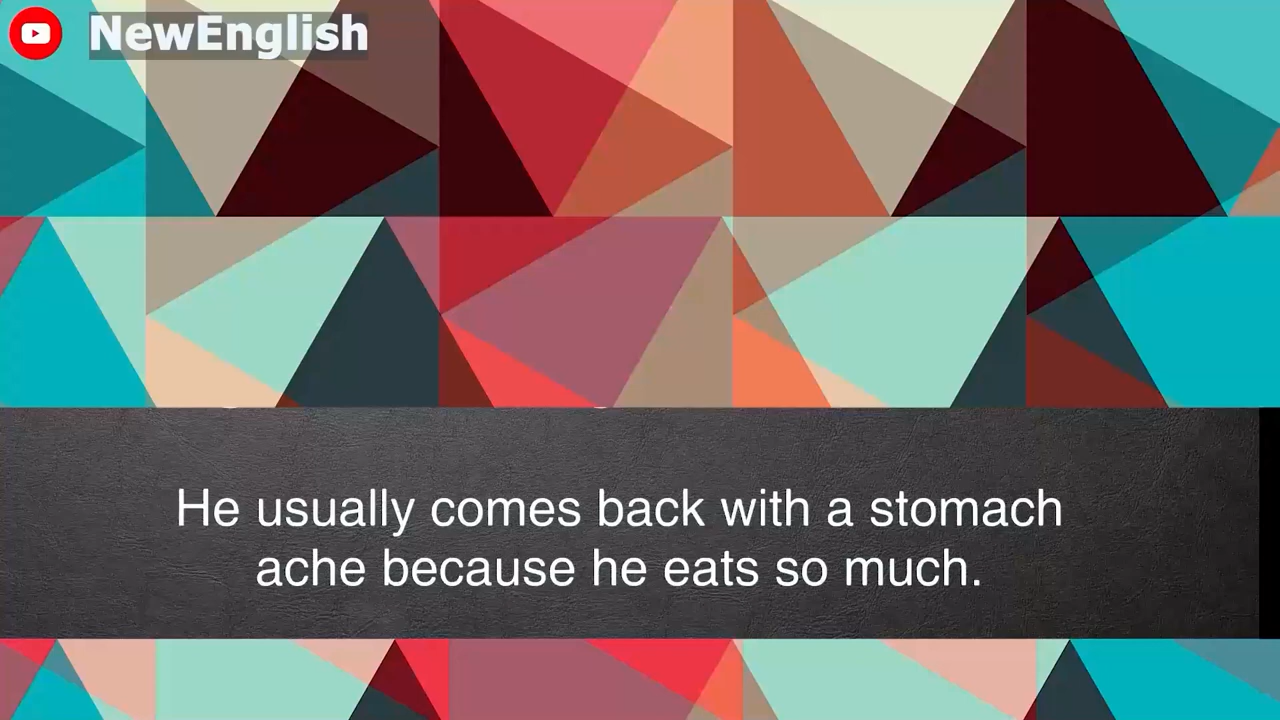 NewEnglish
He usually comes back with a stomach
ache because he eats so much.